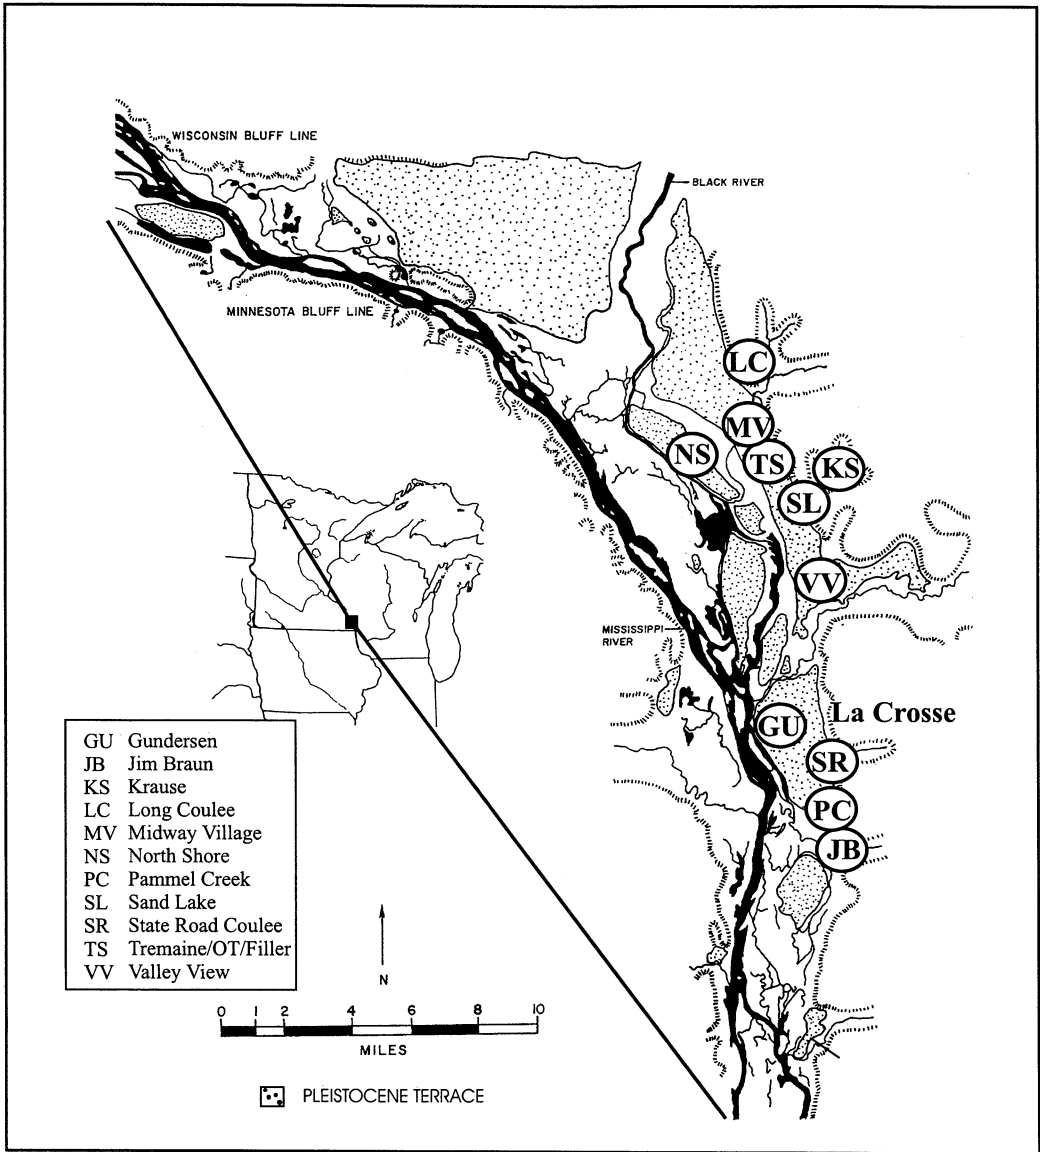 WISCONSIN BLUFF LINE
BLACK RIVER
MINNESOTA BLUFF LINE
LC
MV
NS
TS
KS
SL
VV
MISSISSIPPI
RIVER
La Crosse
GU
SR
PC
JB
GU Gundersen
JB Jim Braun
KS Krause
LC Long Coulee
MV Midway Village
NS North Shore
PC Pammel Creek
SL Sand Lake
SR State Road Coulee
TS Tremaine/OT/Filler
VV Valley View
N
0 1 2 4 6 8 10
MILES
PLEISTOCENE TERRACE